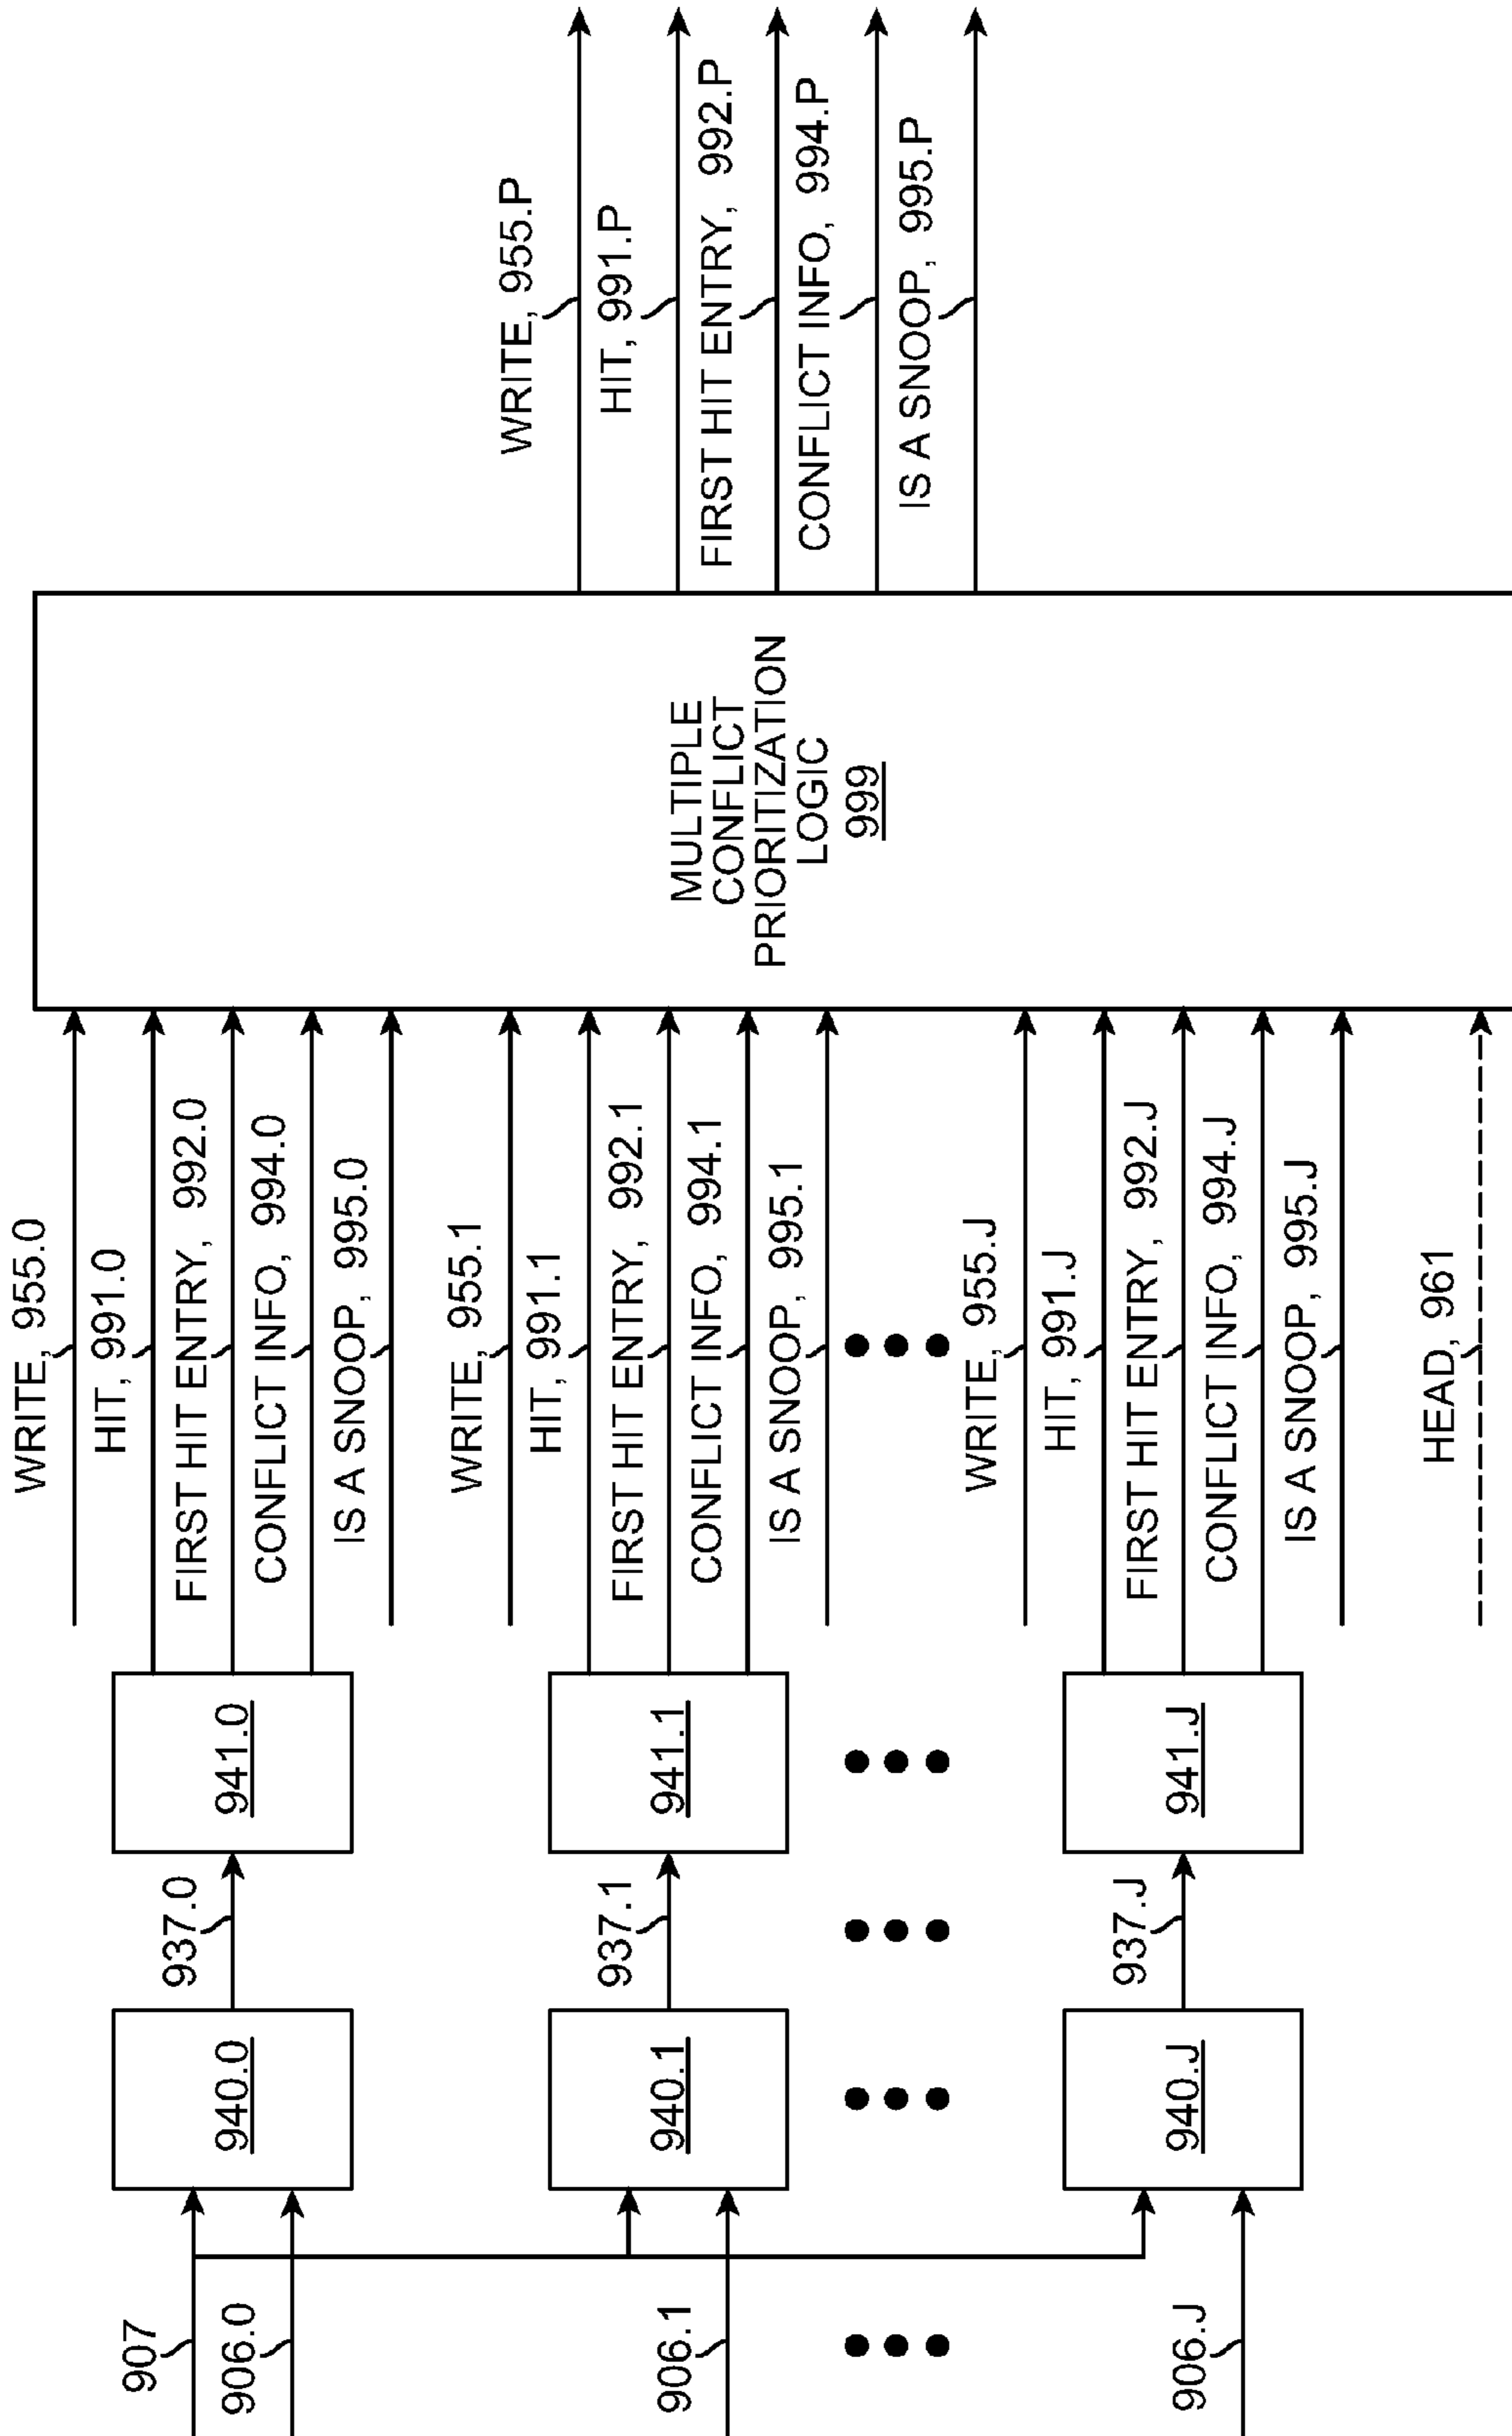 907
906.0
906.1
906.J
940.0
940.1
940.J
937.0
937.1
937.J
941.0
941.1
941.J
WRITE, 955.0
HIT, 991.0
FIRST HIT ENTRY, 992.0
CONFLICT INFO, 994.0
IS A SNOOP, 995.0
WRITE, 955.1
HIT, 991.1
FIRST HIT ENTRY, 992.1
CONFLICT INFO, 994.1
IS A SNOOP, 995.1
WRITE, 955.J
HIT, 991.J
FIRST HIT ENTRY, 992.J
CONFLICT INFO, 994.J
IS A SNOOP, 995.J
HEAD, 961
MULTIPLE
CONFLICT
PRIORITIZATION
LOGIC
999
WRITE, 955.P
HIT, 991.P
FIRST HIT ENTRY, 992.P
CONFLICT INFO, 994.P
IS A SNOOP, 995.P